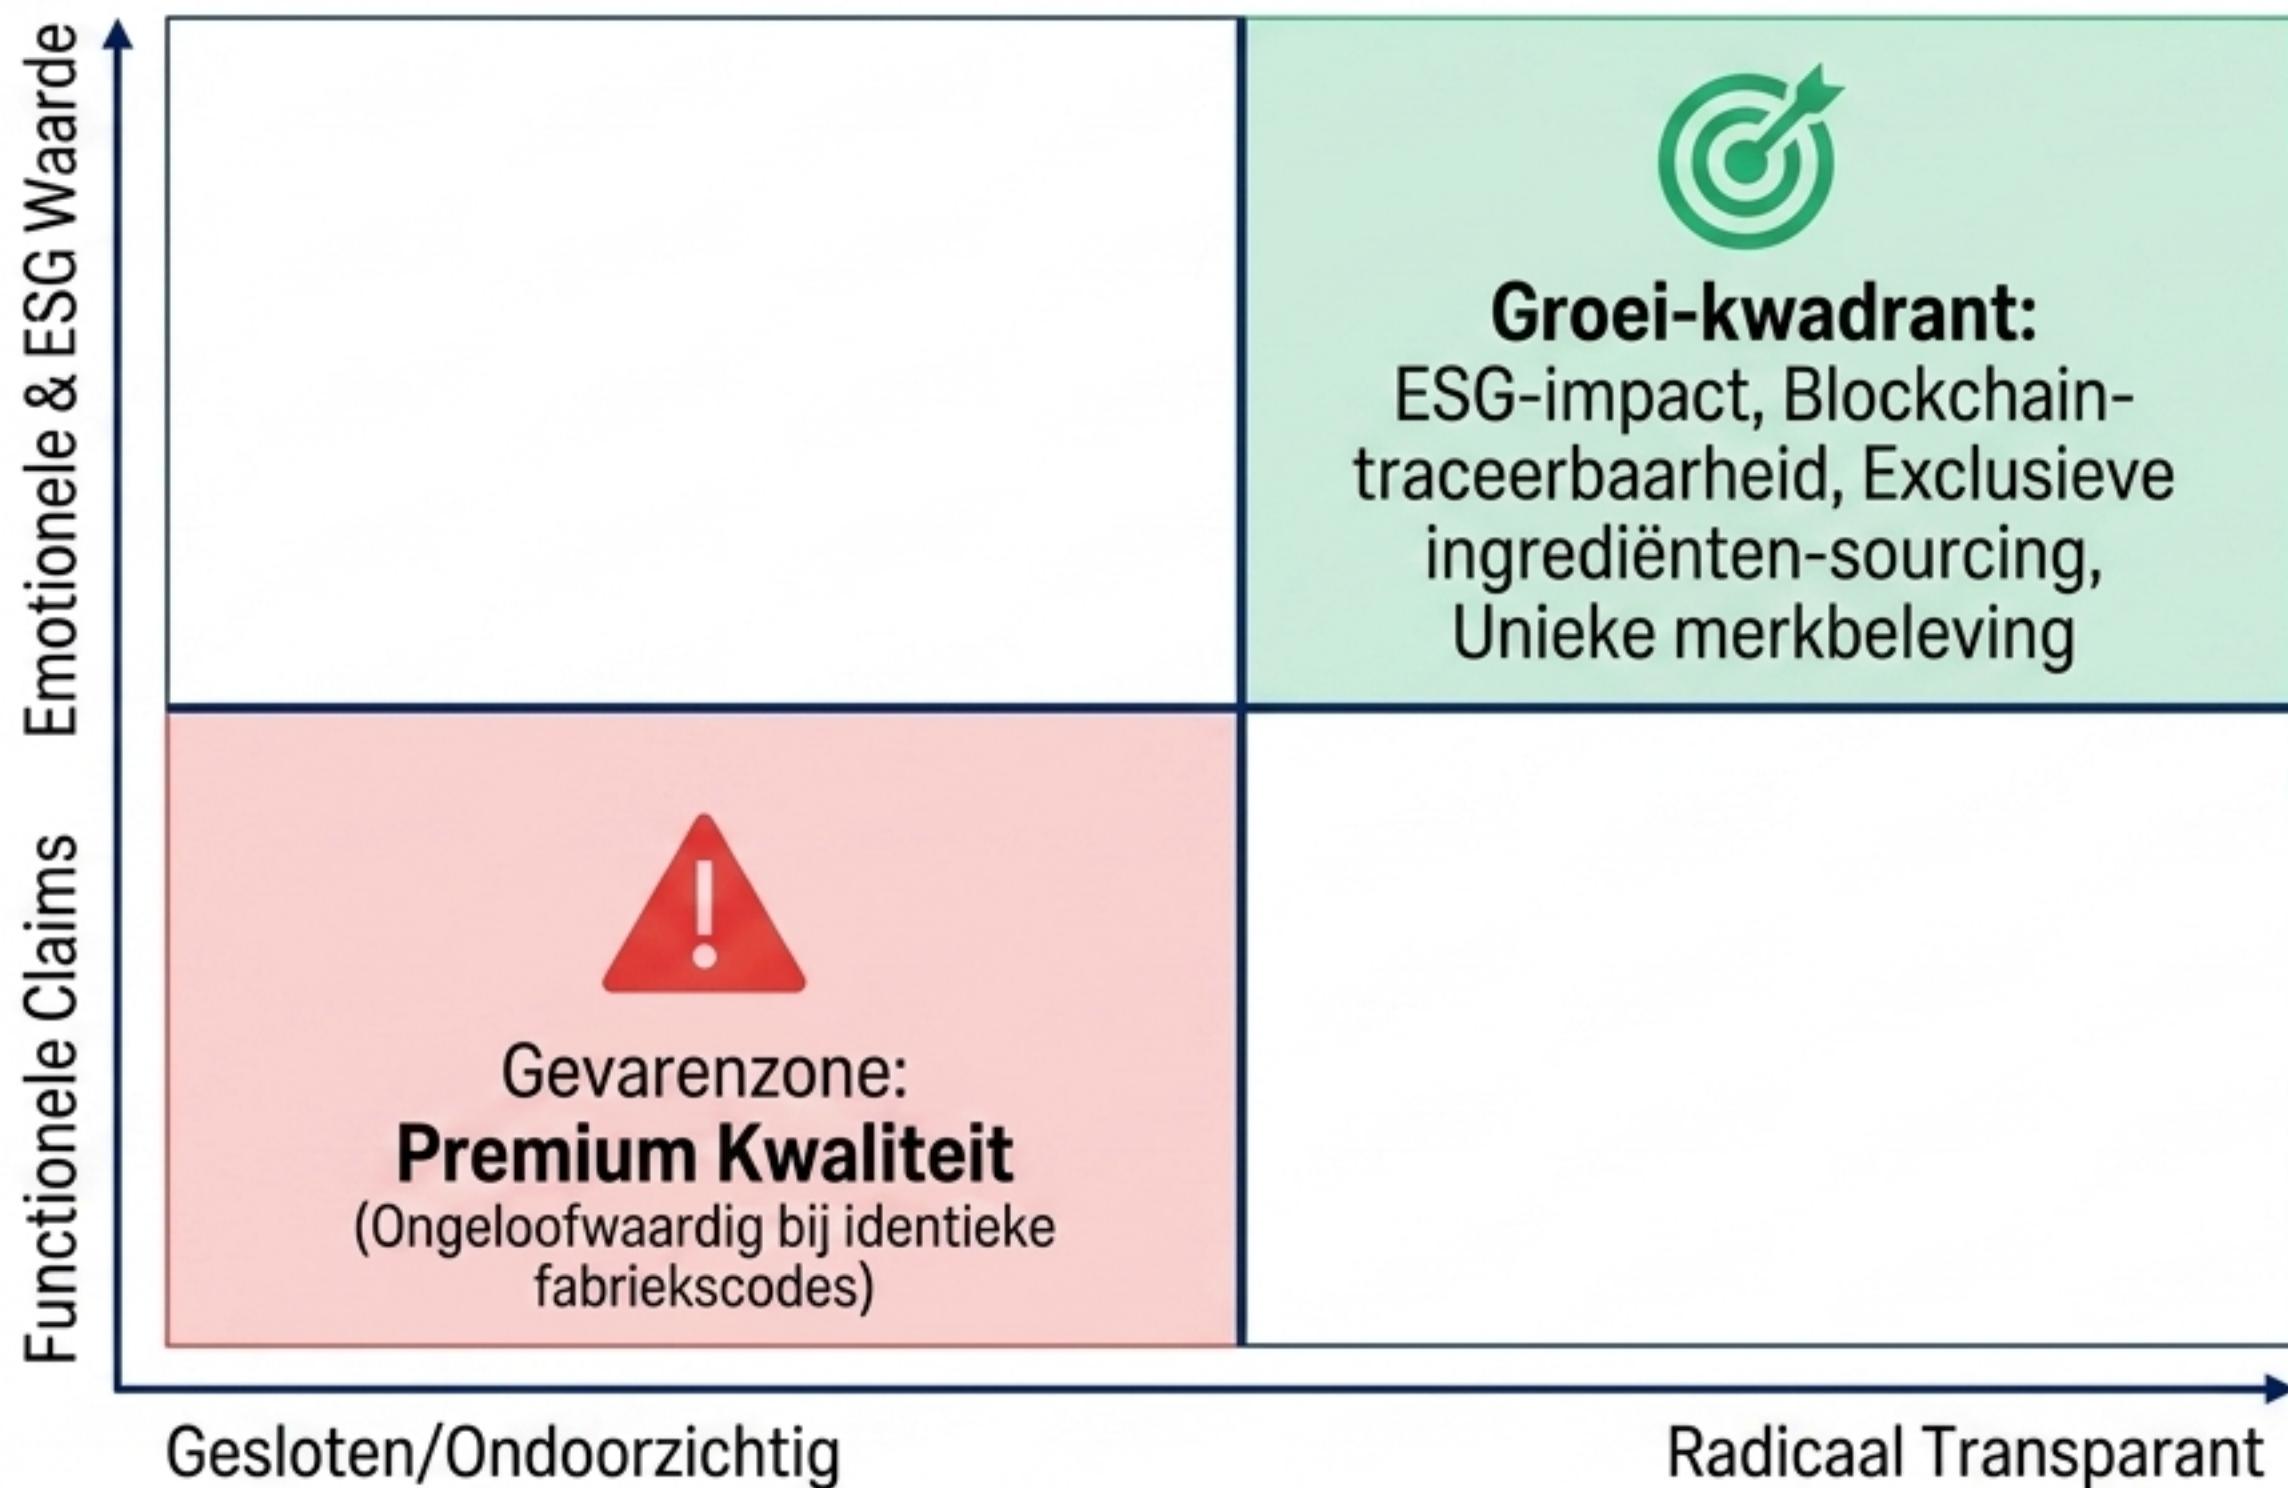 Emotionele & ESG Waarde
Groei-kwadrant:
ESG-impact, Blockchain-
traceerbaarheid, Exclusieve
ingrediënten-sourcing,
Unieke merkbeleving
Functionele Claims
Gevarenzone:
Premium Kwaliteit
(Ongeloofwaardig bij identieke
fabriekscodes)
Gesloten/Ondoorzichtig
Radicaal Transparant